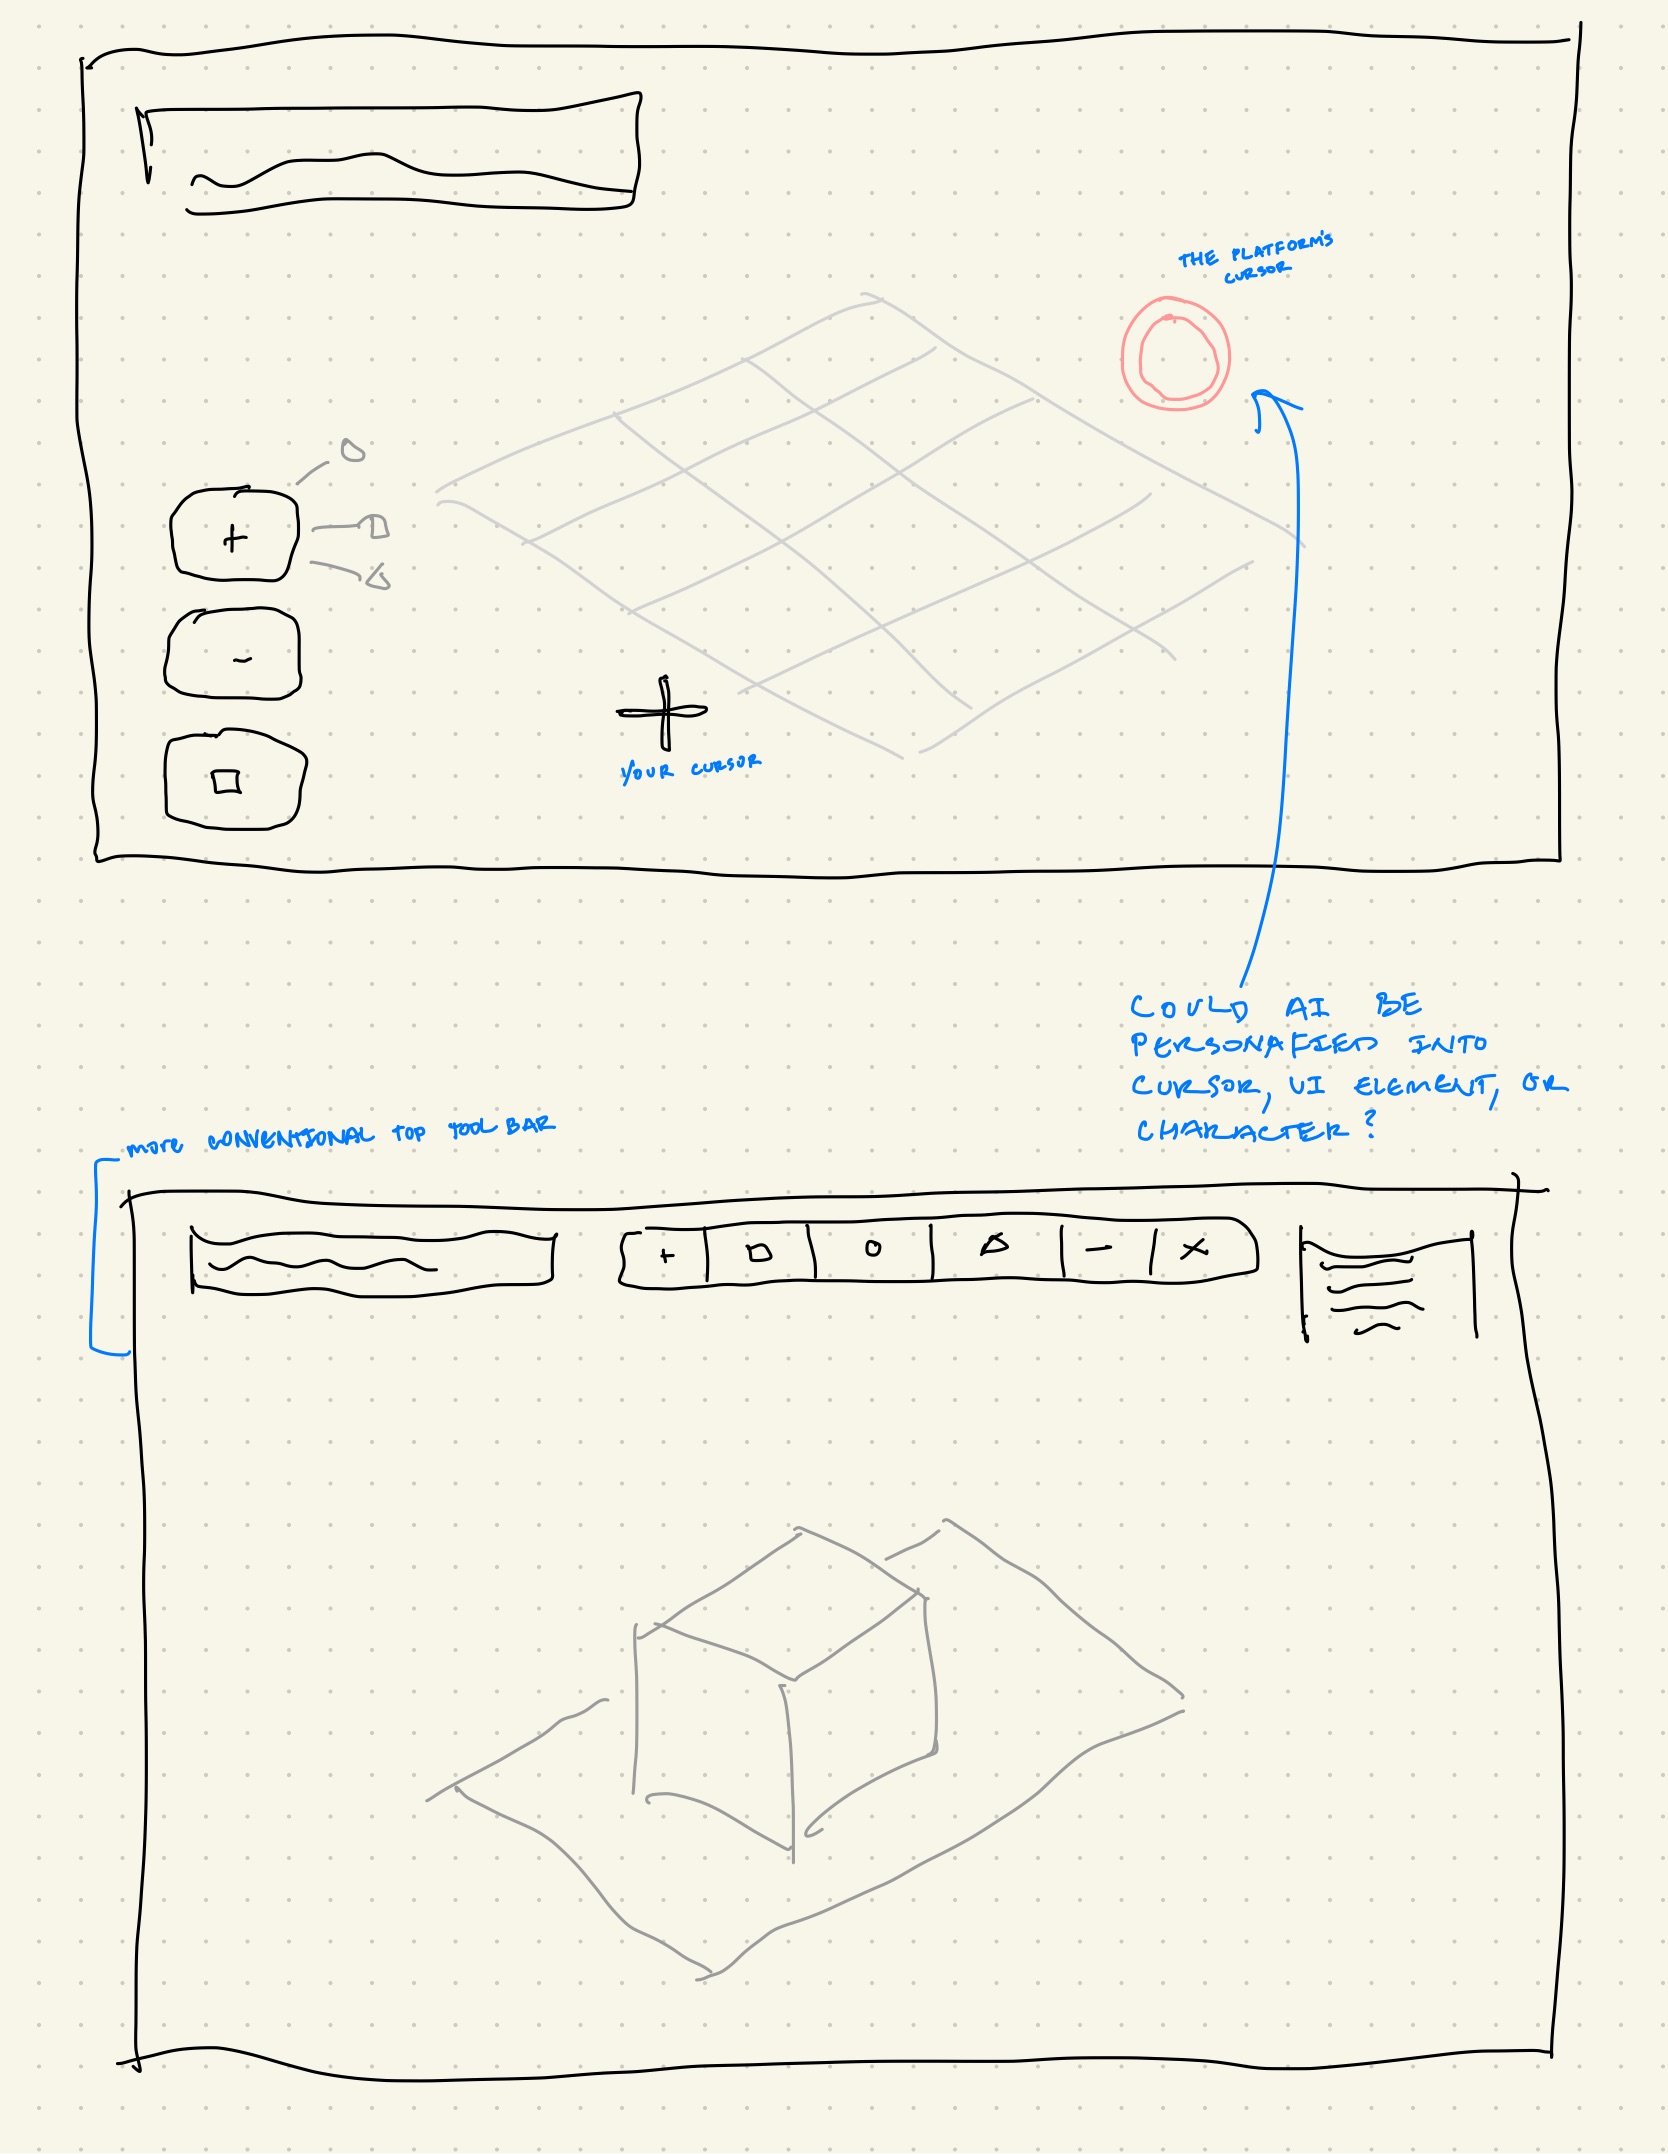 THE PLATFORM'S
CURSOR
+
-
YOUR CURSOR
COULD AI BE
PERSONAFIED INTO
CURSOR, UI ELEMENT, OR
CHARACTER?
more CONVENTIONAL TOP TOOL BAR
+ − ×